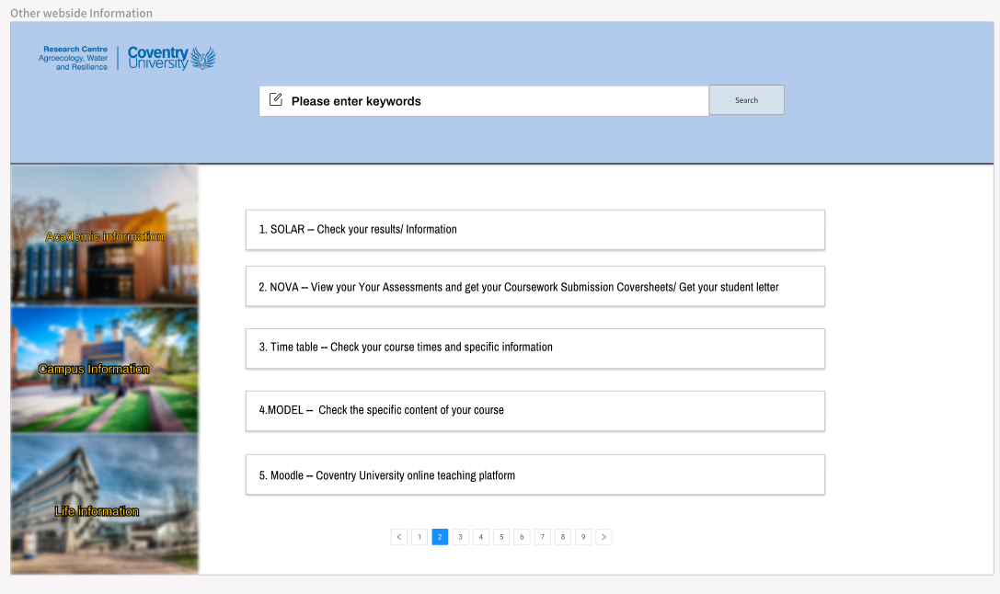 Other webside Information
Research Centre
Agroecology, Water
and Resilience
Coventry
University
Please enter keywords
Search
Academic information
Campus Information
Life information
1. SOLAR -- Check your results/ Information
2. NOVA -- View your Your Assessments and get your Coursework Submission Coversheets/ Get your student letter
3. Time table -- Check your course times and specific information
4.MODEL -- Check the specific content of your course
5. Moodle -- Coventry University online teaching platform
< 1 2 3 4 5 6 7 8 9 >